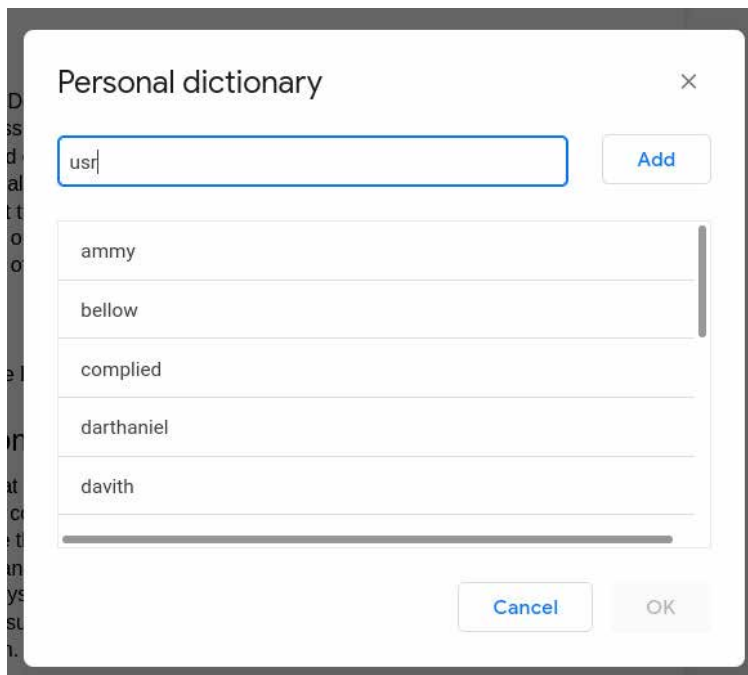 Personal dictionary
usr
Add
ammy
bellow
complied
darthaniel
davith
Cancel
OK